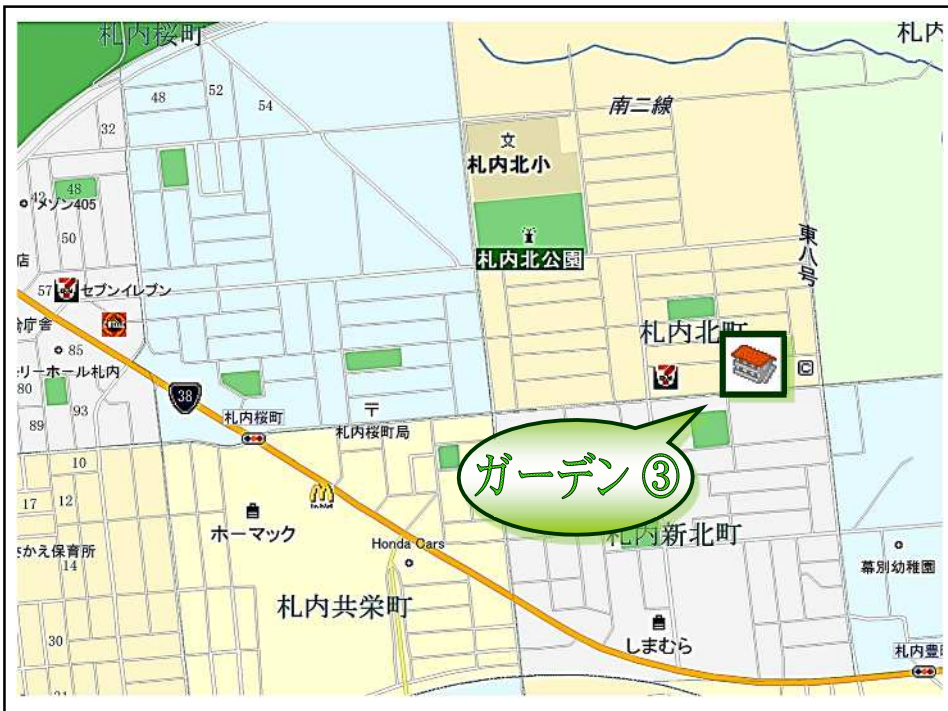 札内桜町
札内
48
52
54
32
南二線
文
札内北小
48
メゾン405
50
札内北公園
東八号
店
57
セブンイレブン
庁舎
札内北町
85
リーホール札内
80
93
89
38
札内桜町
〒
札内桜町局
C
ガーデン ③
10
17
12
ホーマック
Honda Cars
札内新北町
さかえ保育所
14
幕別幼稚園
札内共栄町
30
しまむら
札内豊町